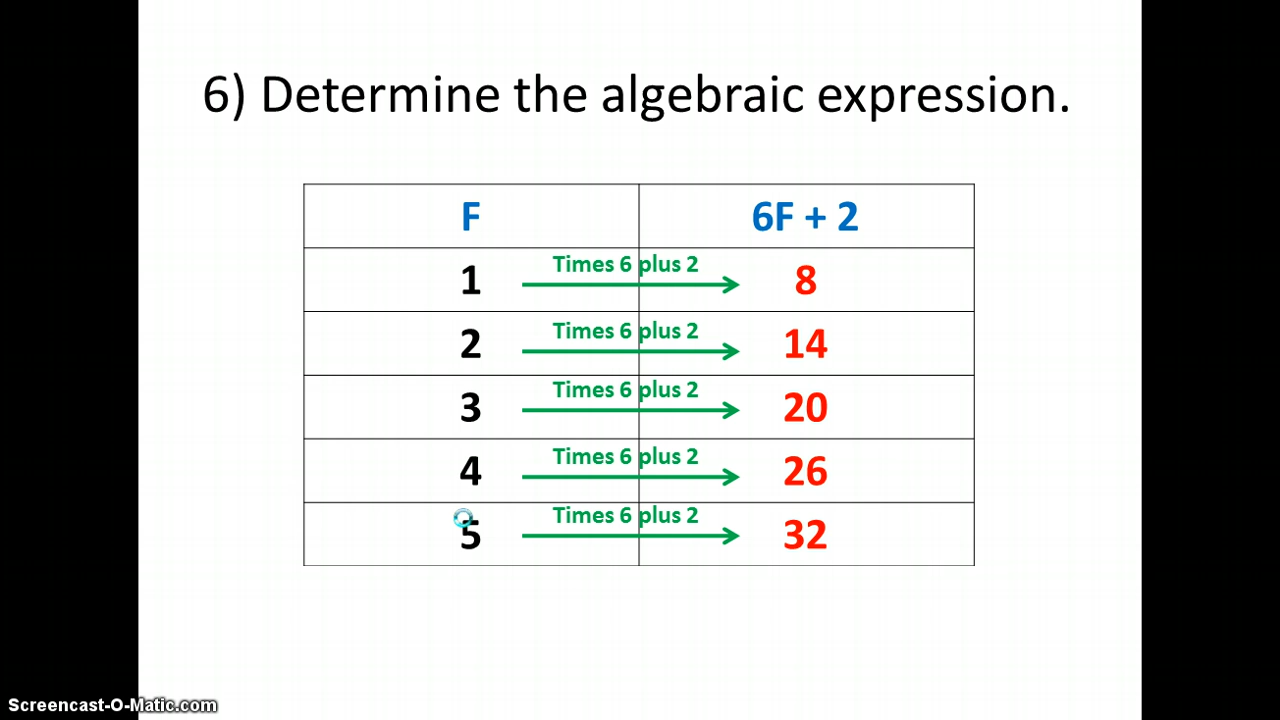 6) Determine the algebraic expression.
F 6F + 2
1 Times 6 plus 2 8
2 Times 6 plus 2 14
3 Times 6 plus 2 20
4 Times 6 plus 2 26
5 Times 6 plus 2 32
Screencast-O-Matic.com